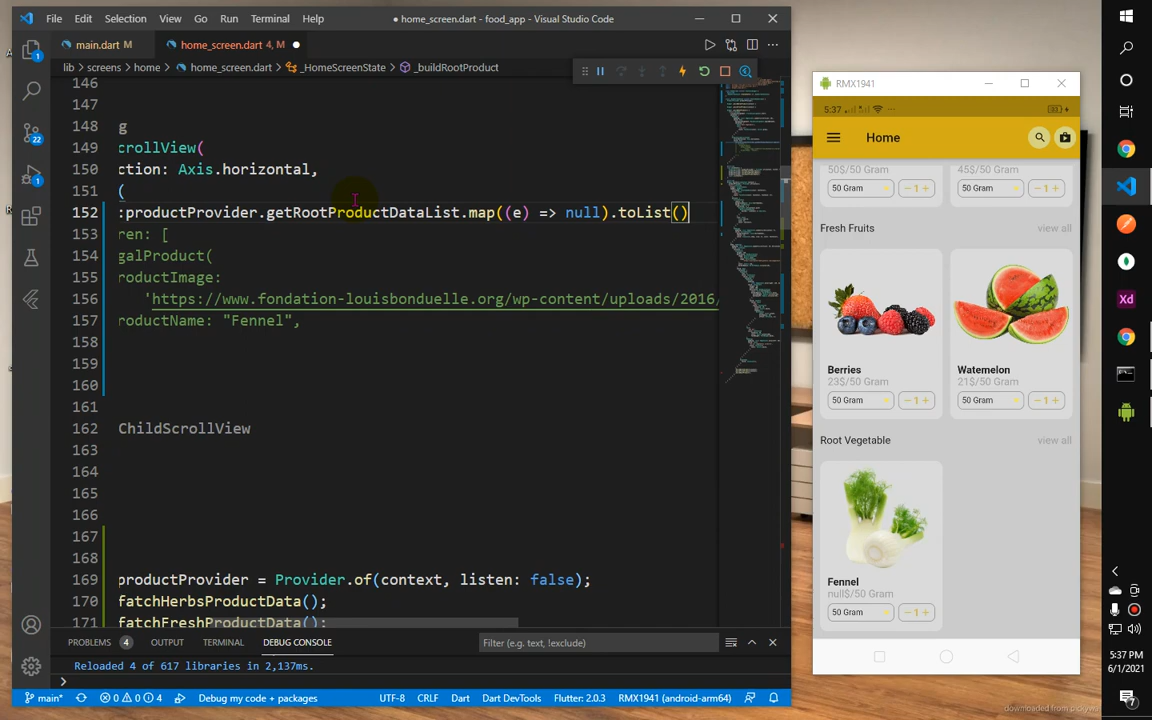 File Edit Selection View Go Run Terminal Help ● home_screen.dart - food_app - Visual Studio Code
main.dart M home_screen.dart 4, M
lib > screens > home > home_screen.dart > _HomeScreenState > _buildRootProduct
146
147
148 g
149 crollView(
150 ction: Axis.horizontal,
151 (
152 :productProvider.getRootProductDataList.map((e) => null).toList()
153 ren: [
154 galProduct(
155 roductImage:
156 'https://www.fondation-louisbonduelle.org/wp-content/uploads/2016/
157 roductName: "Fennel",
158
159
160
161
162 ChildScrollView
163
164
165
166
167
168
169 productProvider = Provider.of(context, listen: false);
170 fatchHerbsProductData();
171 fatchFreshProductData();
PROBLEMS 4 OUTPUT TERMINAL DEBUG CONSOLE Filter (e.g. text, !exclude)
Reloaded 4 of 617 libraries in 2,137ms.
main* 0 0 4 Debug my code + packages UTF-8 CRLF Dart Dart DevTools Flutter: 2.0.3 RMX1941 (android-arm64)
1
22
1
RMX1941
5:37
Home
50$/50 Gram 45$/50 Gram
50 Gram − 1 + 50 Gram − 1 +
Fresh Fruits view all
Berries Watemelon
23$/50 Gram 21$/50 Gram
50 Gram − 1 + 50 Gram − 1 +
Root Vegetable view all
Fennel
null$/50 Gram
50 Gram − 1 +
Xd
5:37 PM
6/1/2021
7